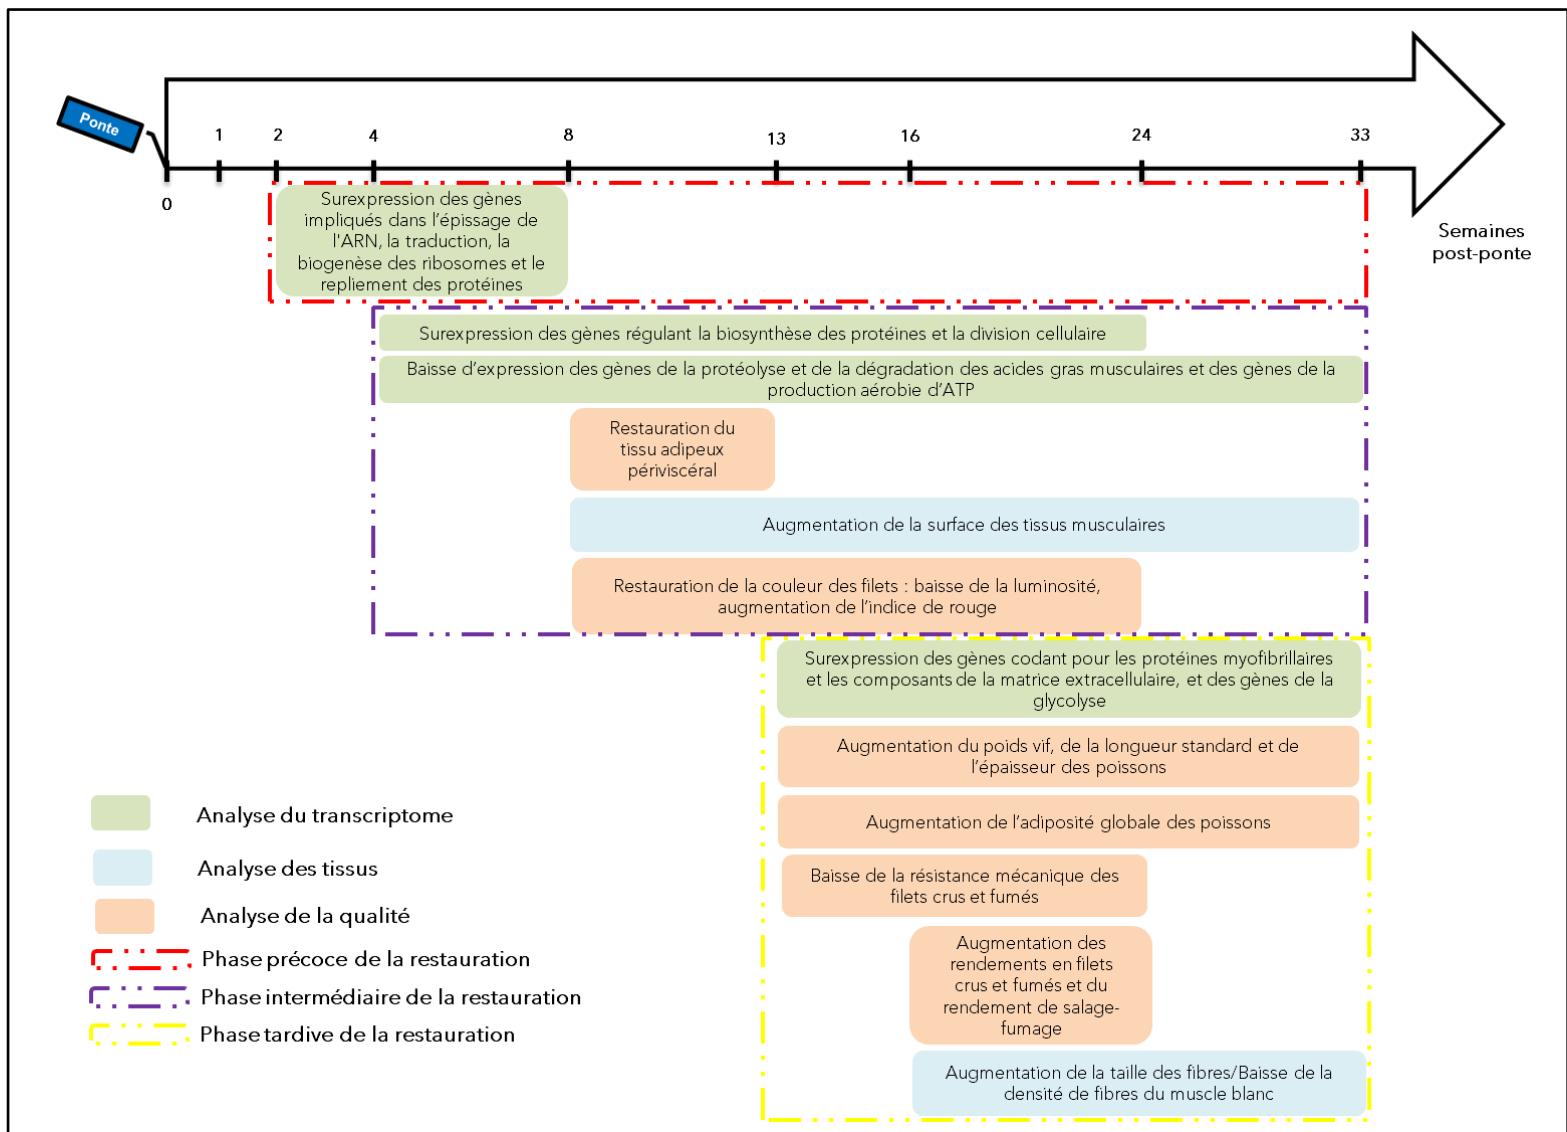 Ponte
1
2
4
8
13
16
24
33
0
Semaines
post-ponte
Surexpression des gènes
impliqués dans l'épissage de
l'ARN, la traduction, la
biogenèse des ribosomes et le
repliement des protéines
Surexpression des gènes régulant la biosynthèse des protéines et la division cellulaire
Baisse d'expression des gènes de la protéolyse et de la dégradation des acides gras musculaires et des gènes de la
production aérobie d'ATP
Restauration du
tissu adipeux
périviscéral
Augmentation de la surface des tissus musculaires
Restauration de la couleur des filets : baisse de la luminosité,
augmentation de l'indice de rouge
Surexpression des gènes codant pour les protéines myofibrillaires
et les composants de la matrice extracellulaire, et des gènes de la
glycolyse
Augmentation du poids vif, de la longueur standard et de
l'épaisseur des poissons
Augmentation de l'adiposité globale des poissons
Baisse de la résistance mécanique des
filets crus et fumés
Augmentation des
rendements en filets
crus et fumés et du
rendement de salage-
fumage
Augmentation de la taille des fibres/Baisse de la
densité de fibres du muscle blanc
Analyse du transcriptome
Analyse des tissus
Analyse de la qualité
Phase précoce de la restauration
Phase intermédiaire de la restauration
Phase tardive de la restauration